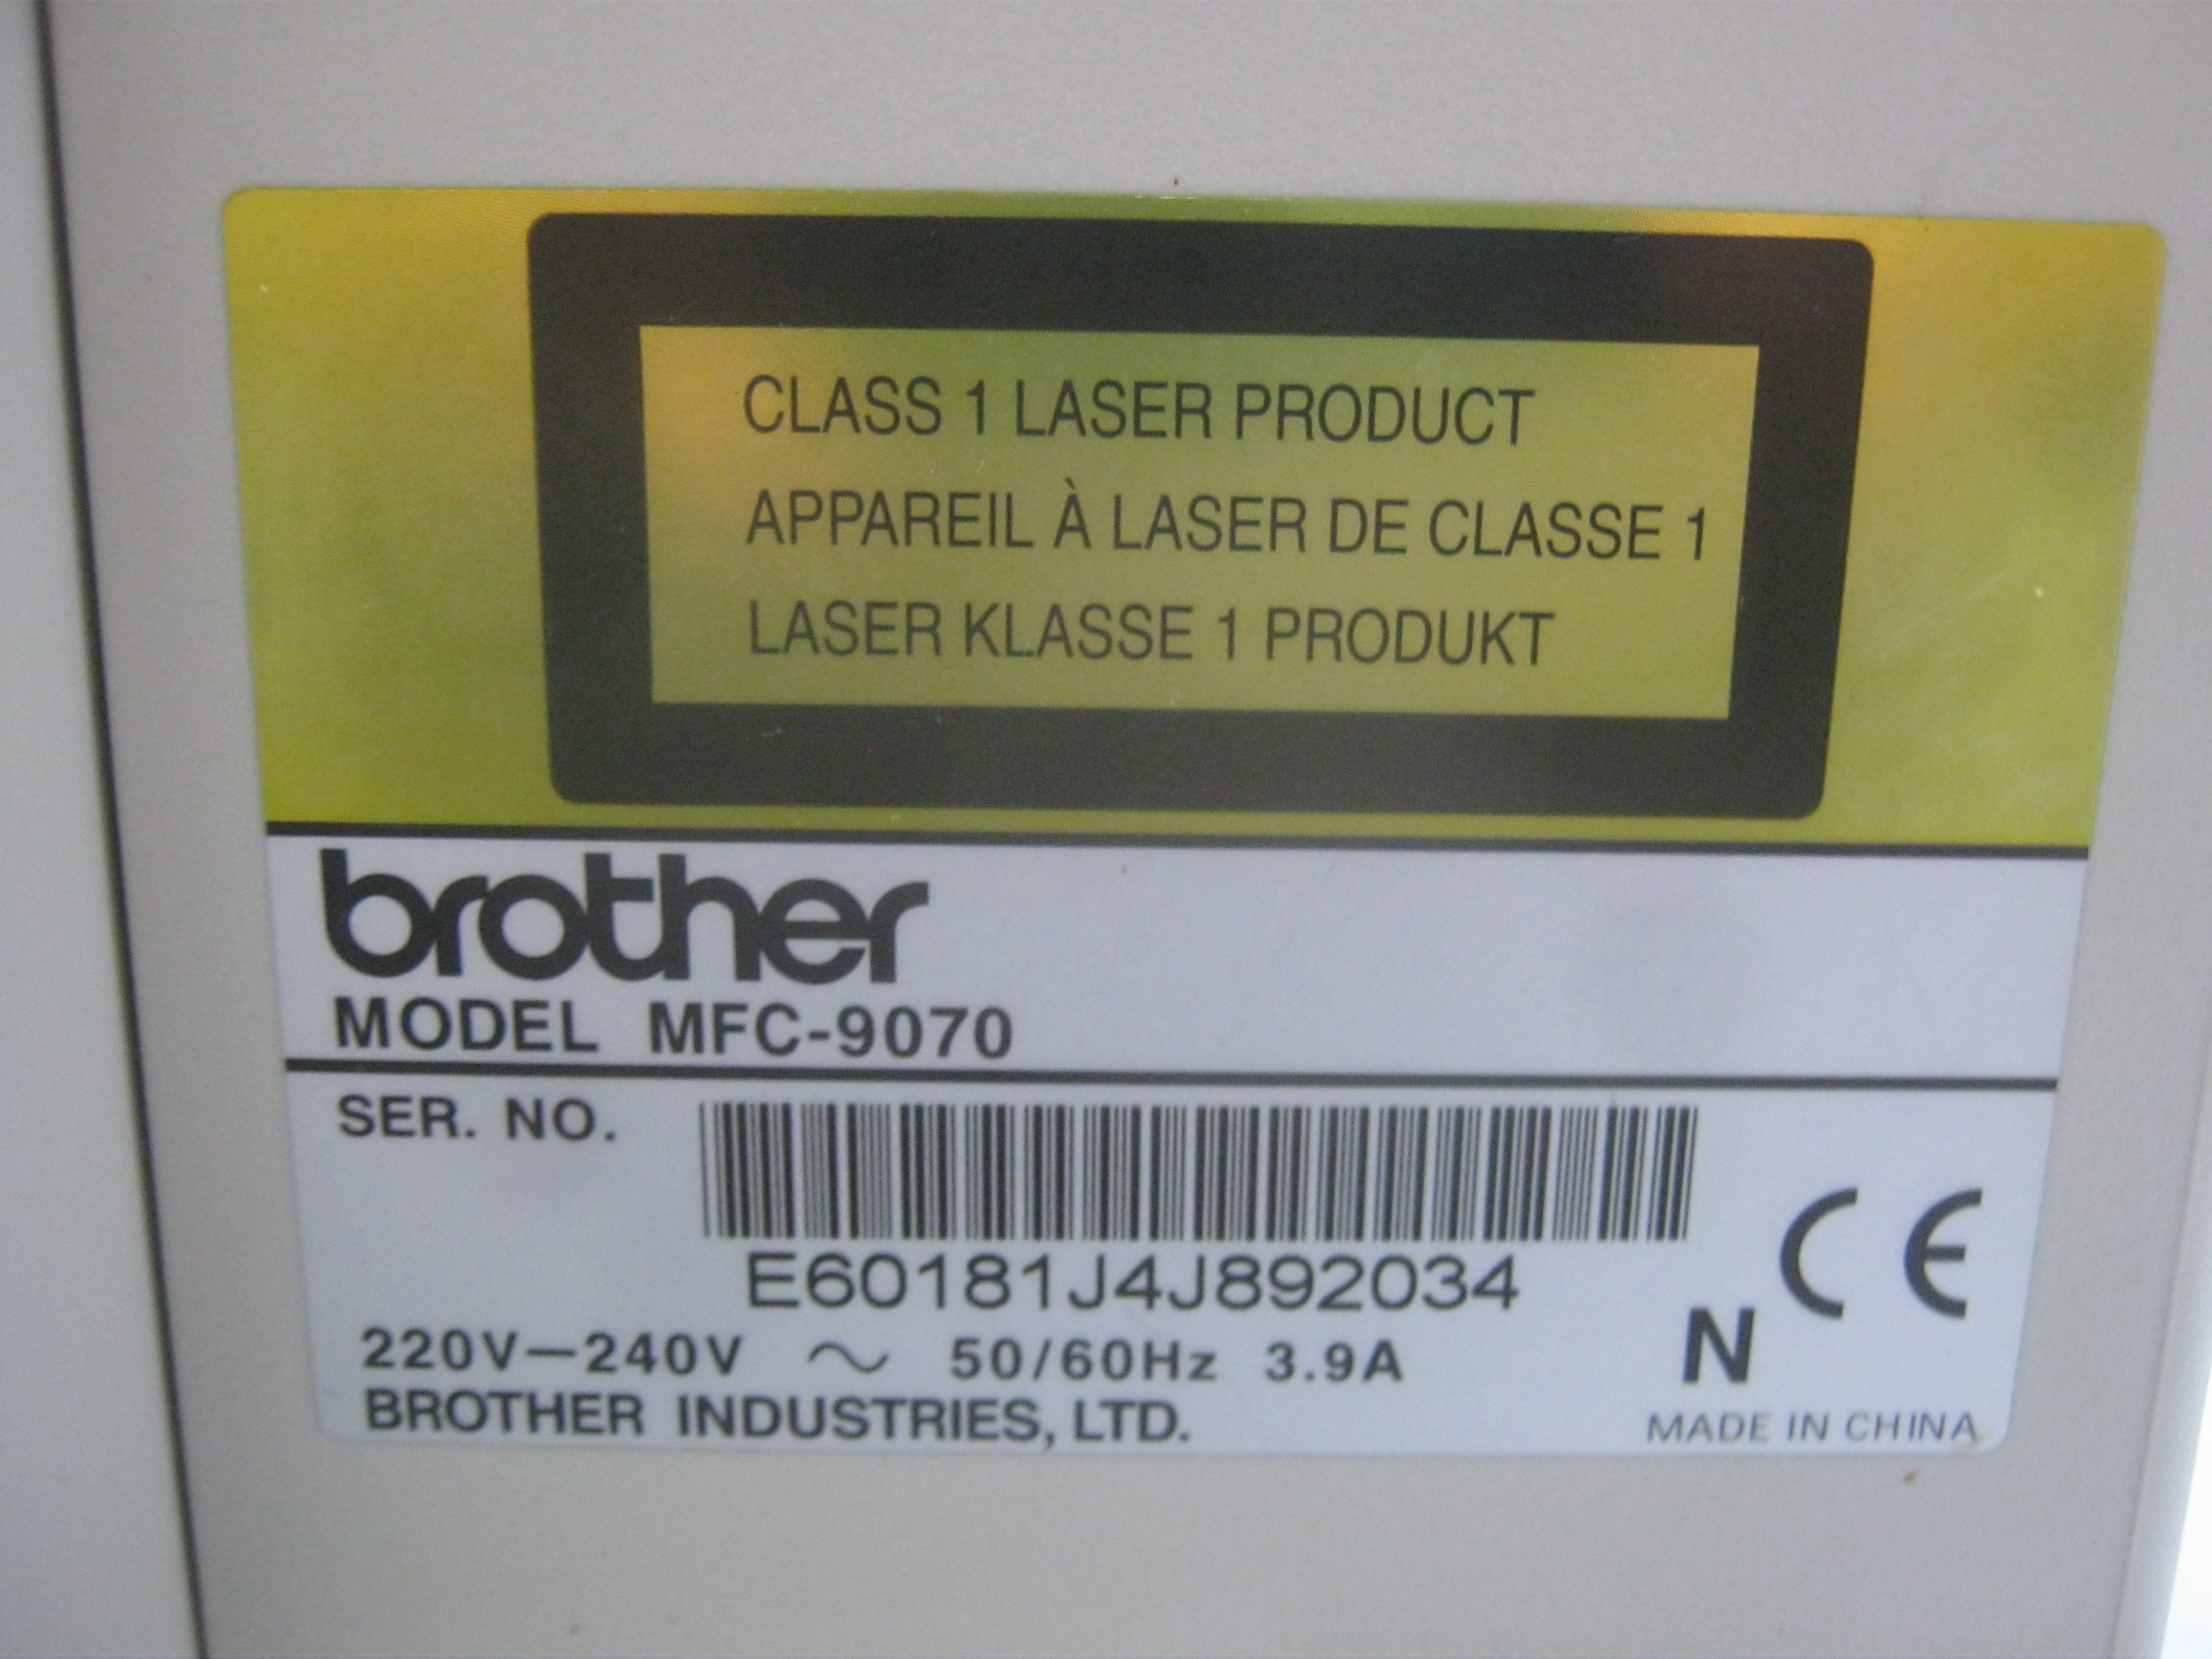 CLASS 1 LASER PRODUCT
APPAREIL À LASER DE CLASSE 1
LASER KLASSE 1 PRODUKT
brother
MODEL MFC-9070
SER. NO.
E60181J4J892034
CE
220V—240V ~ 50/60Hz 3.9A
N
BROTHER INDUSTRIES, LTD.
MADE IN CHINA